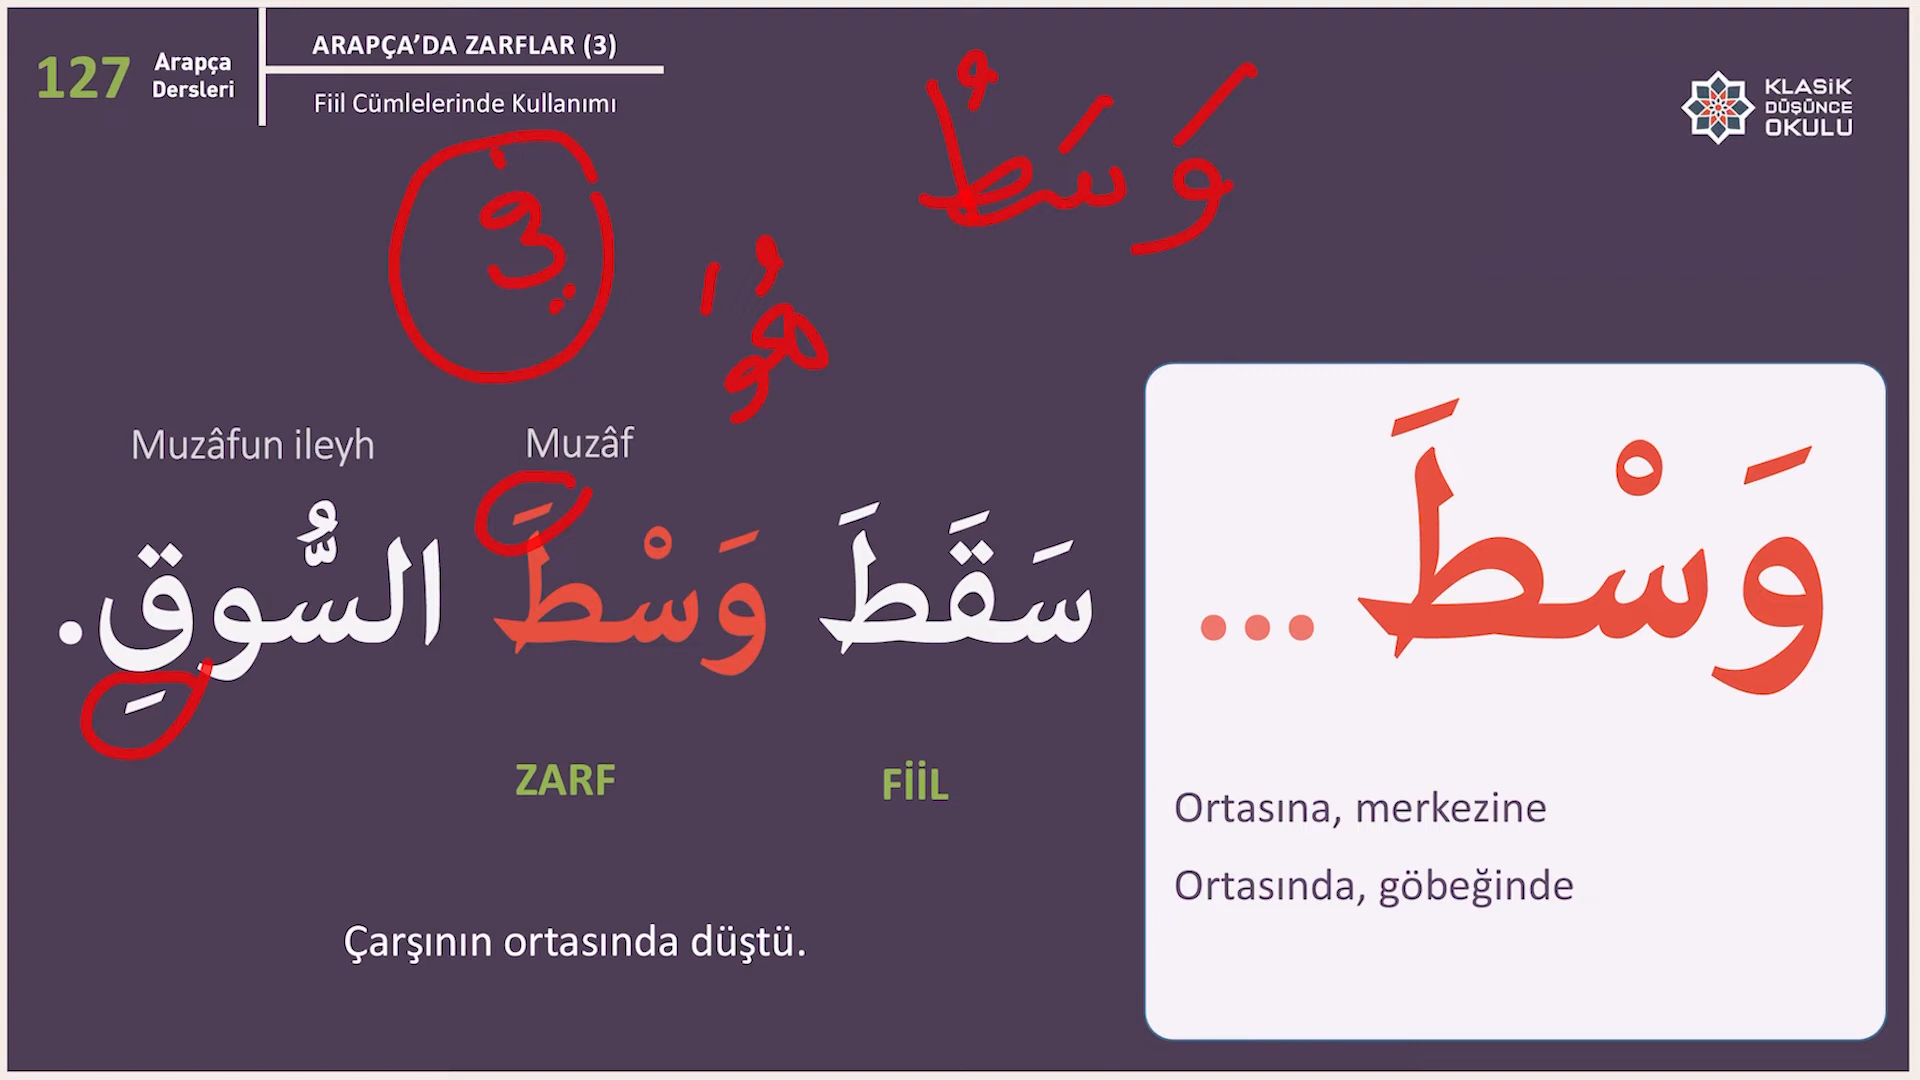 127
Arapça
Dersleri
ARAPÇA'DA ZARFLAR (3)
Fiil Cümlelerinde Kullanımı
KLASİK
DÜŞÜNCE
OKULU
وَسَطٌ
فِي
هُوَ
Muzâfun ileyh
Muzâf
سَقَطَ وَسْطَ السُّوقِ.
ZARF
FİİL
Çarşının ortasında düştü.
وَسْطَ ...
Ortasına, merkezine
Ortasında, göbeğinde